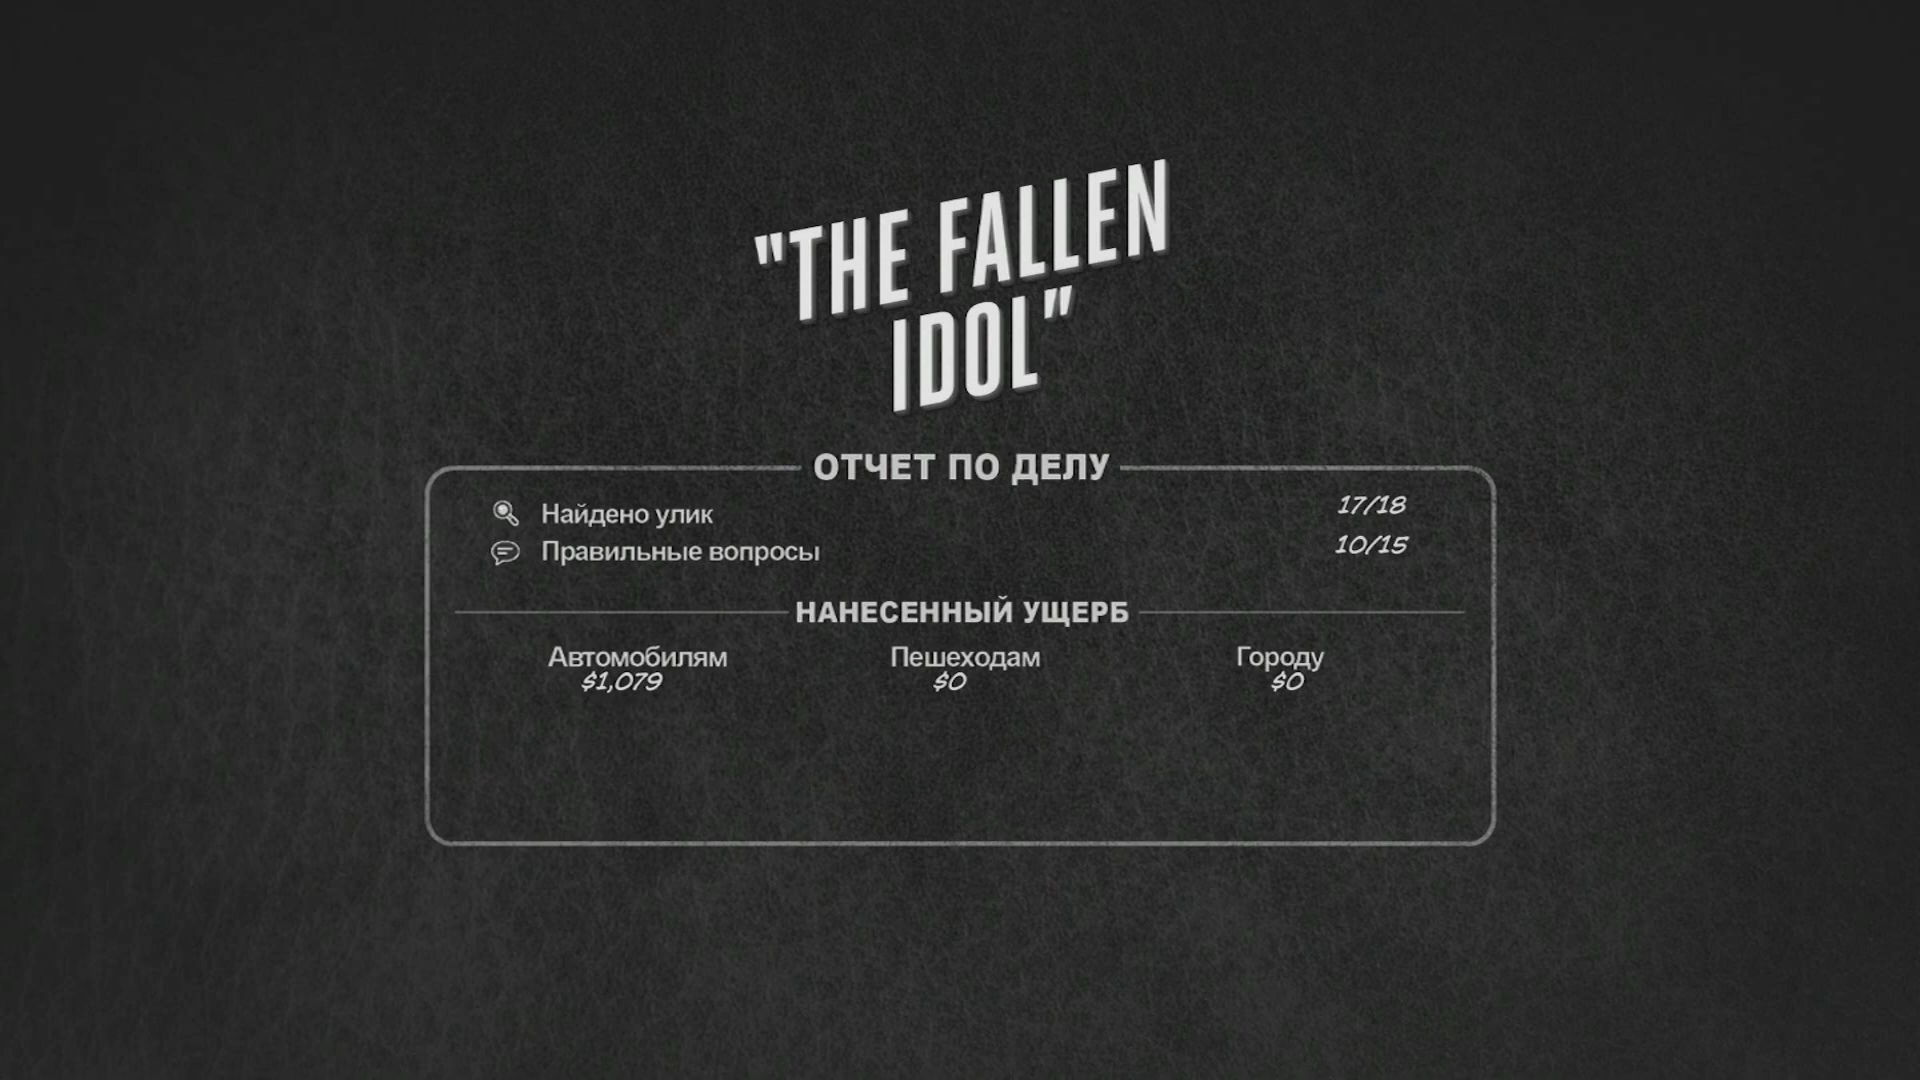 "THE FALLEN
IDOL"
ОТЧЕТ ПО ДЕЛУ
Найдено улик 17/18
Правильные вопросы 10/15
НАНЕСЕННЫЙ УЩЕРБ
Автомобилям Пешеходам Городу
$1,079 $0 $0